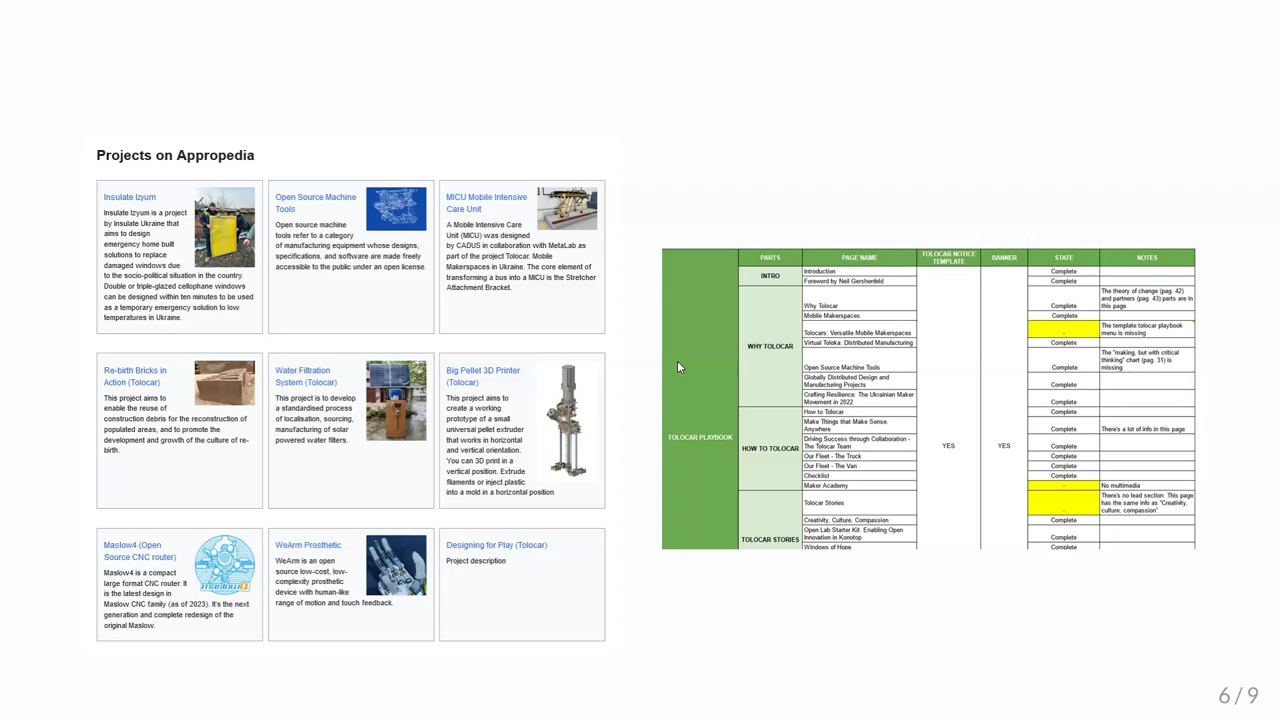 Projects on Appropedia
Insulate Izyum
Insulate Izyum is a project
by Insulate Ukraine that
aims to design
emergency home built
solutions to replace
damaged windows due
to the socio-political situation in the country.
Double or triple-glazed cellophane windows
can be designed within ten minutes to be used
as a temporary emergency solution to low
temperatures in Ukraine.
Open Source Machine
Tools
Open source machine
tools refer to a category
of manufacturing equipment whose designs,
specifications, and software are made freely
accessible to the public under an open license.
MICU Mobile Intensive
Care Unit
A Mobile Intensive Care
Unit (MICU) was designed
by CADUS in collaboration with MetaLab as
part of the project Tolocar. Mobile
Makerspaces in Ukraine. The core element of
transforming a bus into a MICU is the Stretcher
Attachment Bracket.
Re-birth Bricks in
Action (Tolocar)
This project aims to
enable the reuse of
construction debris for the reconstruction of
populated areas, and to promote the
development and growth of the culture of re-
birth.
Water Filtration
System (Tolocar)
This project is to develop
a standardised process
of localisation, sourcing,
manufacturing of solar
powered water filters.
Big Pellet 3D Printer
(Tolocar)
This project aims to
create a working
prototype of a small
universal pellet extruder
that works in horizontal
and vertical orientation.
You can 3D print in a
vertical position. Extrude
filaments or inject plastic
into a mold in a horizontal position.
Maslow4 (Open
Source CNC router)
Maslow4 is a compact
large format CNC router. It
is the latest design in
Maslow CNC family (as of 2023). It's the next
generation and complete redesign of the
original Maslow.
WeArm Prosthetic
WeArm is an open
source low-cost, low-
complexity prosthetic
device with human-like
range of motion and touch feedback.
Designing for Play (Tolocar)
Project description
PARTS PAGE NAME TOLOCAR NOTICE TEMPLATE BANNER STATE NOTES
TOLOCAR PLAYBOOK
YES YES
INTRO
Introduction Complete
Foreword by Neil Gershenfeld Complete
WHY TOLOCAR
Why Tolocar Complete The theory of change (pag. 42) and partners (pag. 43) parts are in this page.
Mobile Makerspaces Complete
Tolocars: Versatile Mobile Makerspaces - The template tolocar playbook menu is missing
Virtual Toloka: Distributed Manufacturing Complete
Open Source Machine Tools Complete The "making, but with critical thinking" chart (pag. 31) is missing
Globally Distributed Design and Manufacturing Projects Complete
Crafting Resilience: The Ukrainian Maker Movement in 2022 Complete
HOW TO TOLOCAR
How to Tolocar Complete
Make Things that Make Sense Anywhere Complete There's a lot of info in this page
Driving Success through Collaboration - The Tolocar Team Complete
Our Fleet - The Truck Complete
Our Fleet - The Van Complete
Checklist Complete
Maker Academy - No multimedia
TOLOCAR STORIES
Tolocar Stories - There's no lead section. This page has the same info as "Creativity, culture, compassion"
Creativity, Culture, Compassion Complete
Open Lab Starter Kit. Enabling Open Innovation in Konotop Complete
Windows of Hope Complete
6 / 9